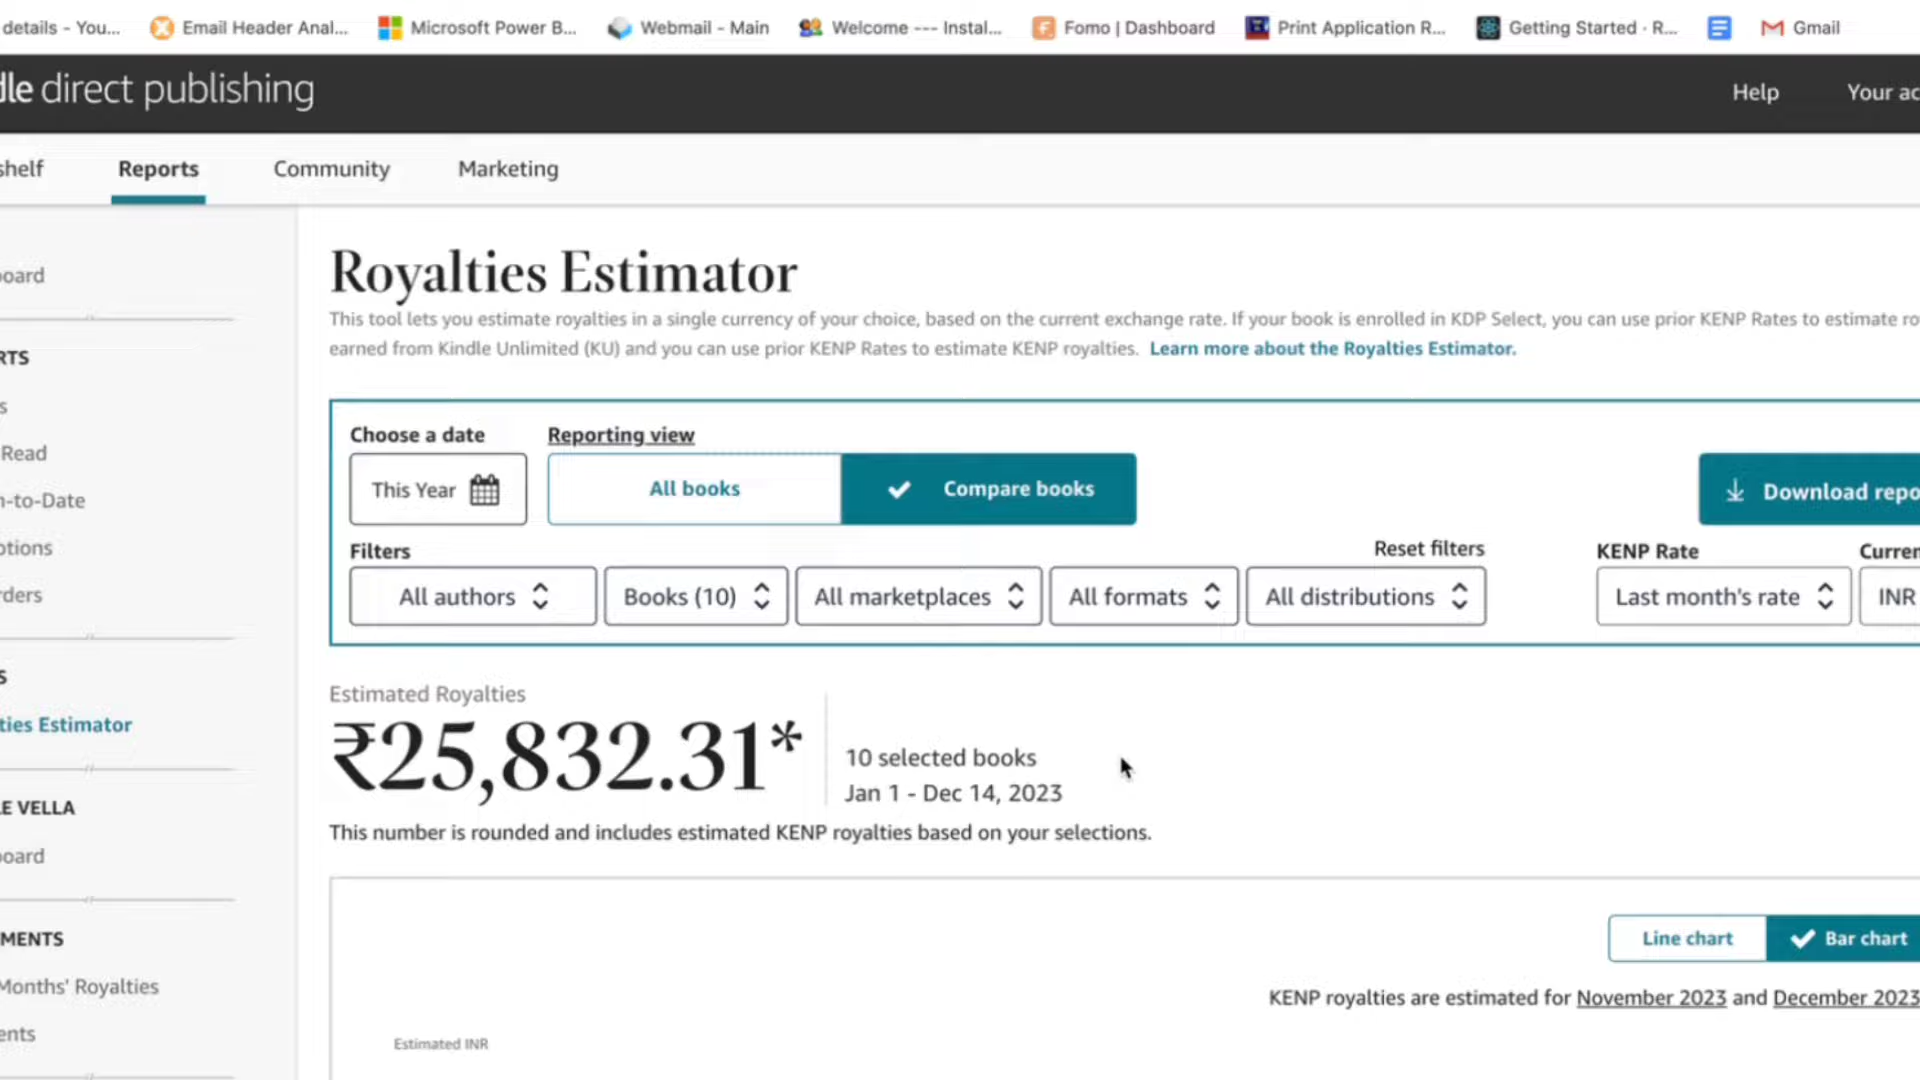 details - You...
Email Header Anal...
Microsoft Power B...
Webmail - Main
Welcome --- Instal...
Fomo | Dashboard
Print Application R...
Getting Started · R...
Gmail
dle direct publishing
Help
Your ac
shelf
Reports
Community
Marketing
Royalties Estimator
This tool lets you estimate royalties in a single currency of your choice, based on the current exchange rate. If your book is enrolled in KDP Select, you can use prior KENP Rates to estimate ro
earned from Kindle Unlimited (KU) and you can use prior KENP Rates to estimate KENP royalties. Learn more about the Royalties Estimator.
oard
RTS
s
Read
n-to-Date
otions
rders
S
ties Estimator
E VELLA
oard
MENTS
Months' Royalties
ents
Choose a date
Reporting view
This Year
All books
Compare books
Download repo
Filters
Reset filters
KENP Rate
Curren
All authors
Books (10)
All marketplaces
All formats
All distributions
Last month's rate
INR
Estimated Royalties
₹25,832.31*
10 selected books
Jan 1 - Dec 14, 2023
This number is rounded and includes estimated KENP royalties based on your selections.
Line chart
Bar chart
KENP royalties are estimated for November 2023 and December 2023
Estimated INR